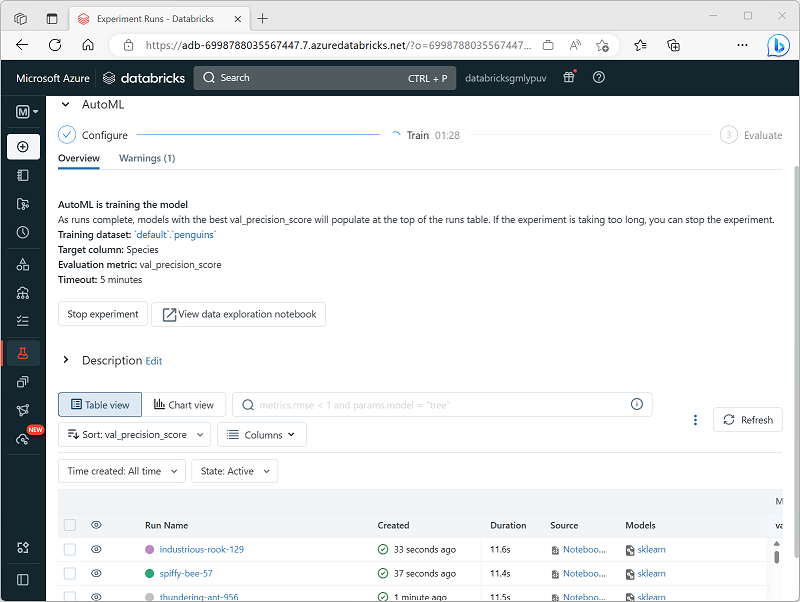 Experiment Runs - Databricks
https://adb-6998788035567447.7.azuredatabricks.net/?o=6998788035567447...
Microsoft Azure databricks Search CTRL + P databricksgmlypuv
M
AutoML
Configure Train 01:28 3 Evaluate
Overview Warnings (1)
AutoML is training the model
As runs complete, models with the best val_precision_score will populate at the top of the runs table. If the experiment is taking too long, you can stop the experiment.
Training dataset: `default`.`penguins`
Target column: Species
Evaluation metric: val_precision_score
Timeout: 5 minutes
Stop experiment View data exploration notebook
Description Edit
Table view Chart view metrics.rmse < 1 and params.model = "tree"
Refresh
NEW
Sort: val_precision_score Columns
Time created: All time State: Active
M
Run Name Created Duration Source Models va
industrious-rook-129 33 seconds ago 11.6s Noteboo... sklearn
spiffy-bee-57 37 seconds ago 11.4s Noteboo... sklearn
thundering-ant-956 1 minute ago 11.5s Noteboo... sklearn